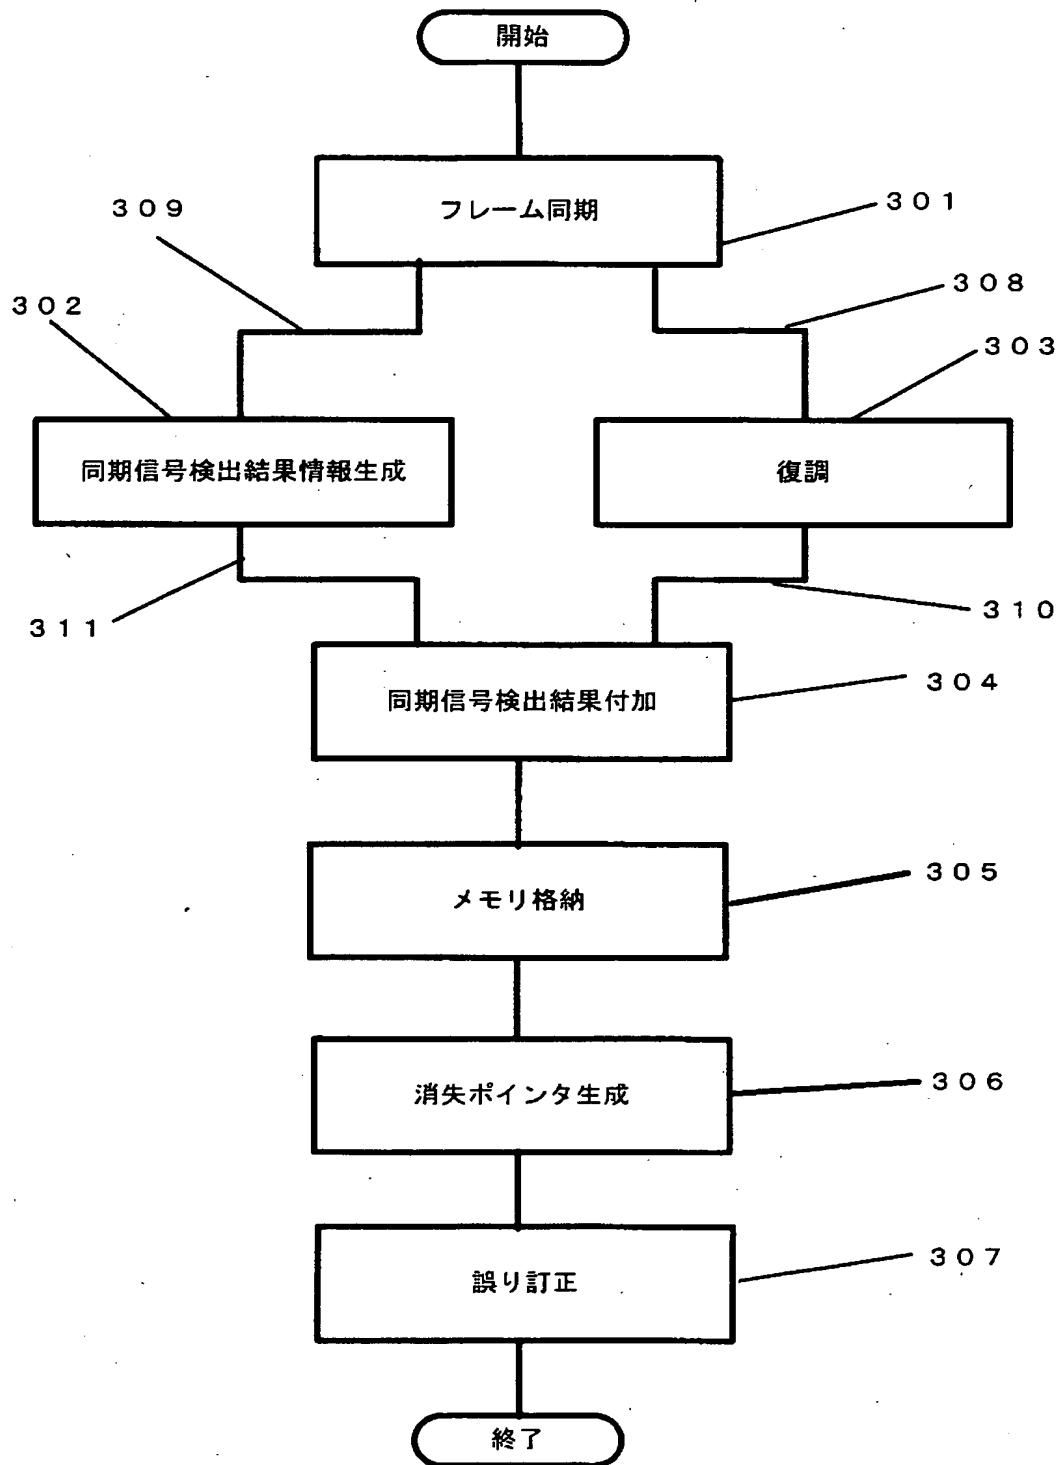 開始
フレーム同期
301
309
308
302
303
同期信号検出結果情報生成
復調
311
310
同期信号検出結果付加
304
メモリ格納
305
消失ポインタ生成
306
誤り訂正
307
終了